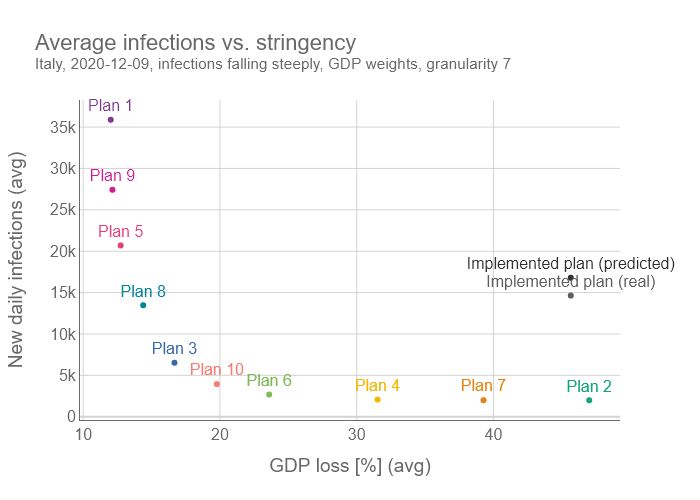 Average infections vs. stringency
Italy, 2020-12-09, infections falling steeply, GDP weights, granularity 7
New daily infections (avg)
35k
30k
25k
20k
15k
10k
5k
0
Plan 1
Plan 9
Plan 5
Plan 8
Plan 3
Plan 10
Plan 6
Plan 4
Plan 7
Plan 2
Implemented plan (predicted)
Implemented plan (real)
10
20
30
40
GDP loss [%] (avg)